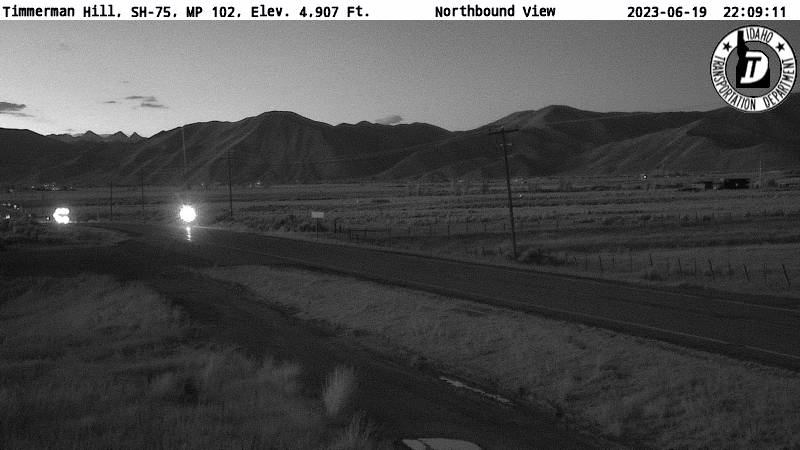 Timmerman Hill, SH-75, MP 102, Elev. 4,907 Ft. Northbound View 2023-06-19 22:09:11
IDAHO
TRANSPORTATION DEPARTMENT